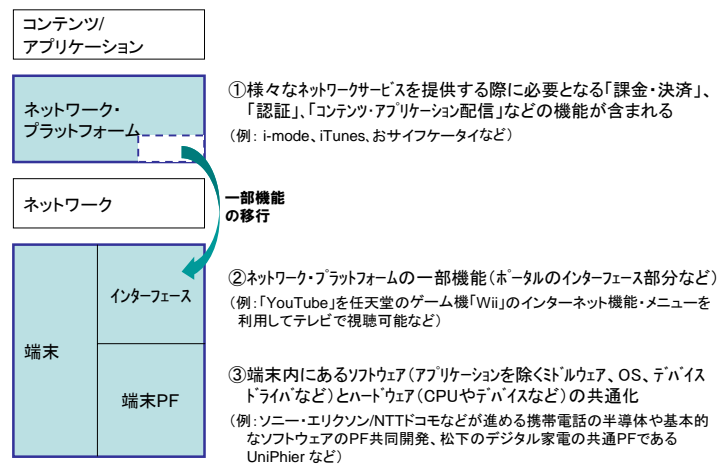 コンテンツ/
アプリケーション
ネットワーク・
プラットフォーム
①様々なﾈｯﾄﾜｰｸｻｰﾋﾞｽを提供する際に必要となる「課金・決済」、
「認証」、「ｺﾝﾃﾝﾂ・ｱﾌﾟﾘｹｰｼｮﾝ配信」などの機能が含まれる
（例： i-mode、iTunes、おサイフケータイなど）
ネットワーク
一部機能
の移行
端末
インターフェース
②ﾈｯﾄﾜｰｸ・ﾌﾟﾗｯﾄﾌｫｰﾑの一部機能（ﾎﾟｰﾀﾙのｲﾝﾀｰﾌｪｰｽ部分など）
（例：「YouTube」を任天堂のゲーム機「Wii」のインターネット機能・メニューを
利用してテレビで視聴可能など）
端末PF
③端末内にあるｿﾌﾄｳｪｱ（ｱﾌﾟﾘｹｰｼｮﾝを除くﾐﾄﾞﾙｳｪｱ、OS、ﾃﾞﾊﾞｲｽ
ﾄﾞﾗｲﾊﾞなど）とﾊｰﾄﾞｳｪｱ（CPUやﾃﾞﾊﾞｲｽなど）の共通化
（例：ソニー・エリクソン/NTTドコモなどが進める携帯電話の半導体や基本的
なソフトウェアのPF共同開発、松下のデジタル家電の共通PFである
UniPhier など）